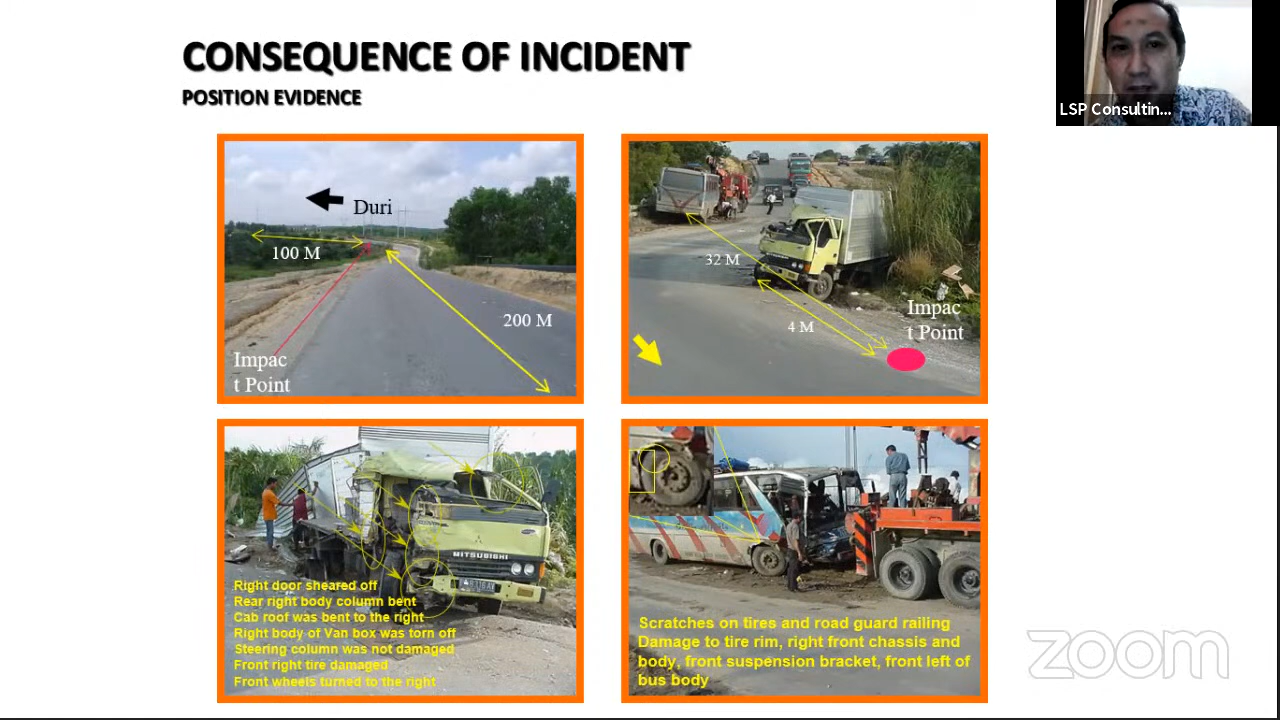 CONSEQUENCE OF INCIDENT
POSITION EVIDENCE
LSP Consultin...
Duri
100 M
200 M
Impac
t Point
32 M
4 M
Impac
t Point
MITSUBISHI
Right door sheared off
Rear right body column bent
Cab roof was bent to the right
Right body of Van box was torn off
Steering column was not damaged
Front right tire damaged
Front wheels turned to the right
Scratches on tires and road guard railing
Damage to tire rim, right front chassis and
body, front suspension bracket, front left of
bus body
zoom